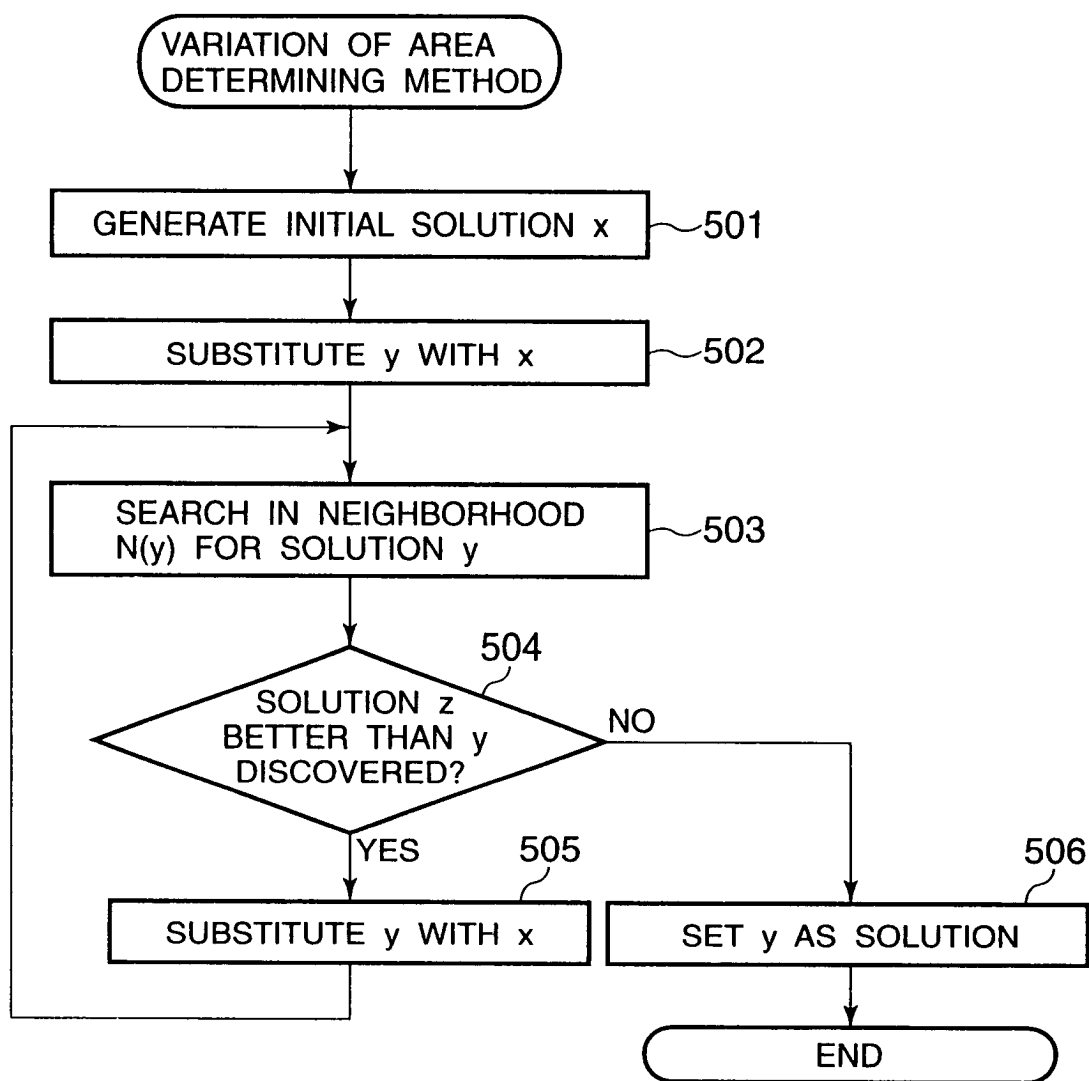 VARIATION OF AREA
DETERMINING METHOD
GENERATE INITIAL SOLUTION x
501
SUBSTITUTE y WITH x
502
SEARCH IN NEIGHBORHOOD
N(y) FOR SOLUTION y
503
504
SOLUTION z
BETTER THAN y
DISCOVERED?
NO
YES
505
SUBSTITUTE y WITH x
506
SET y AS SOLUTION
END